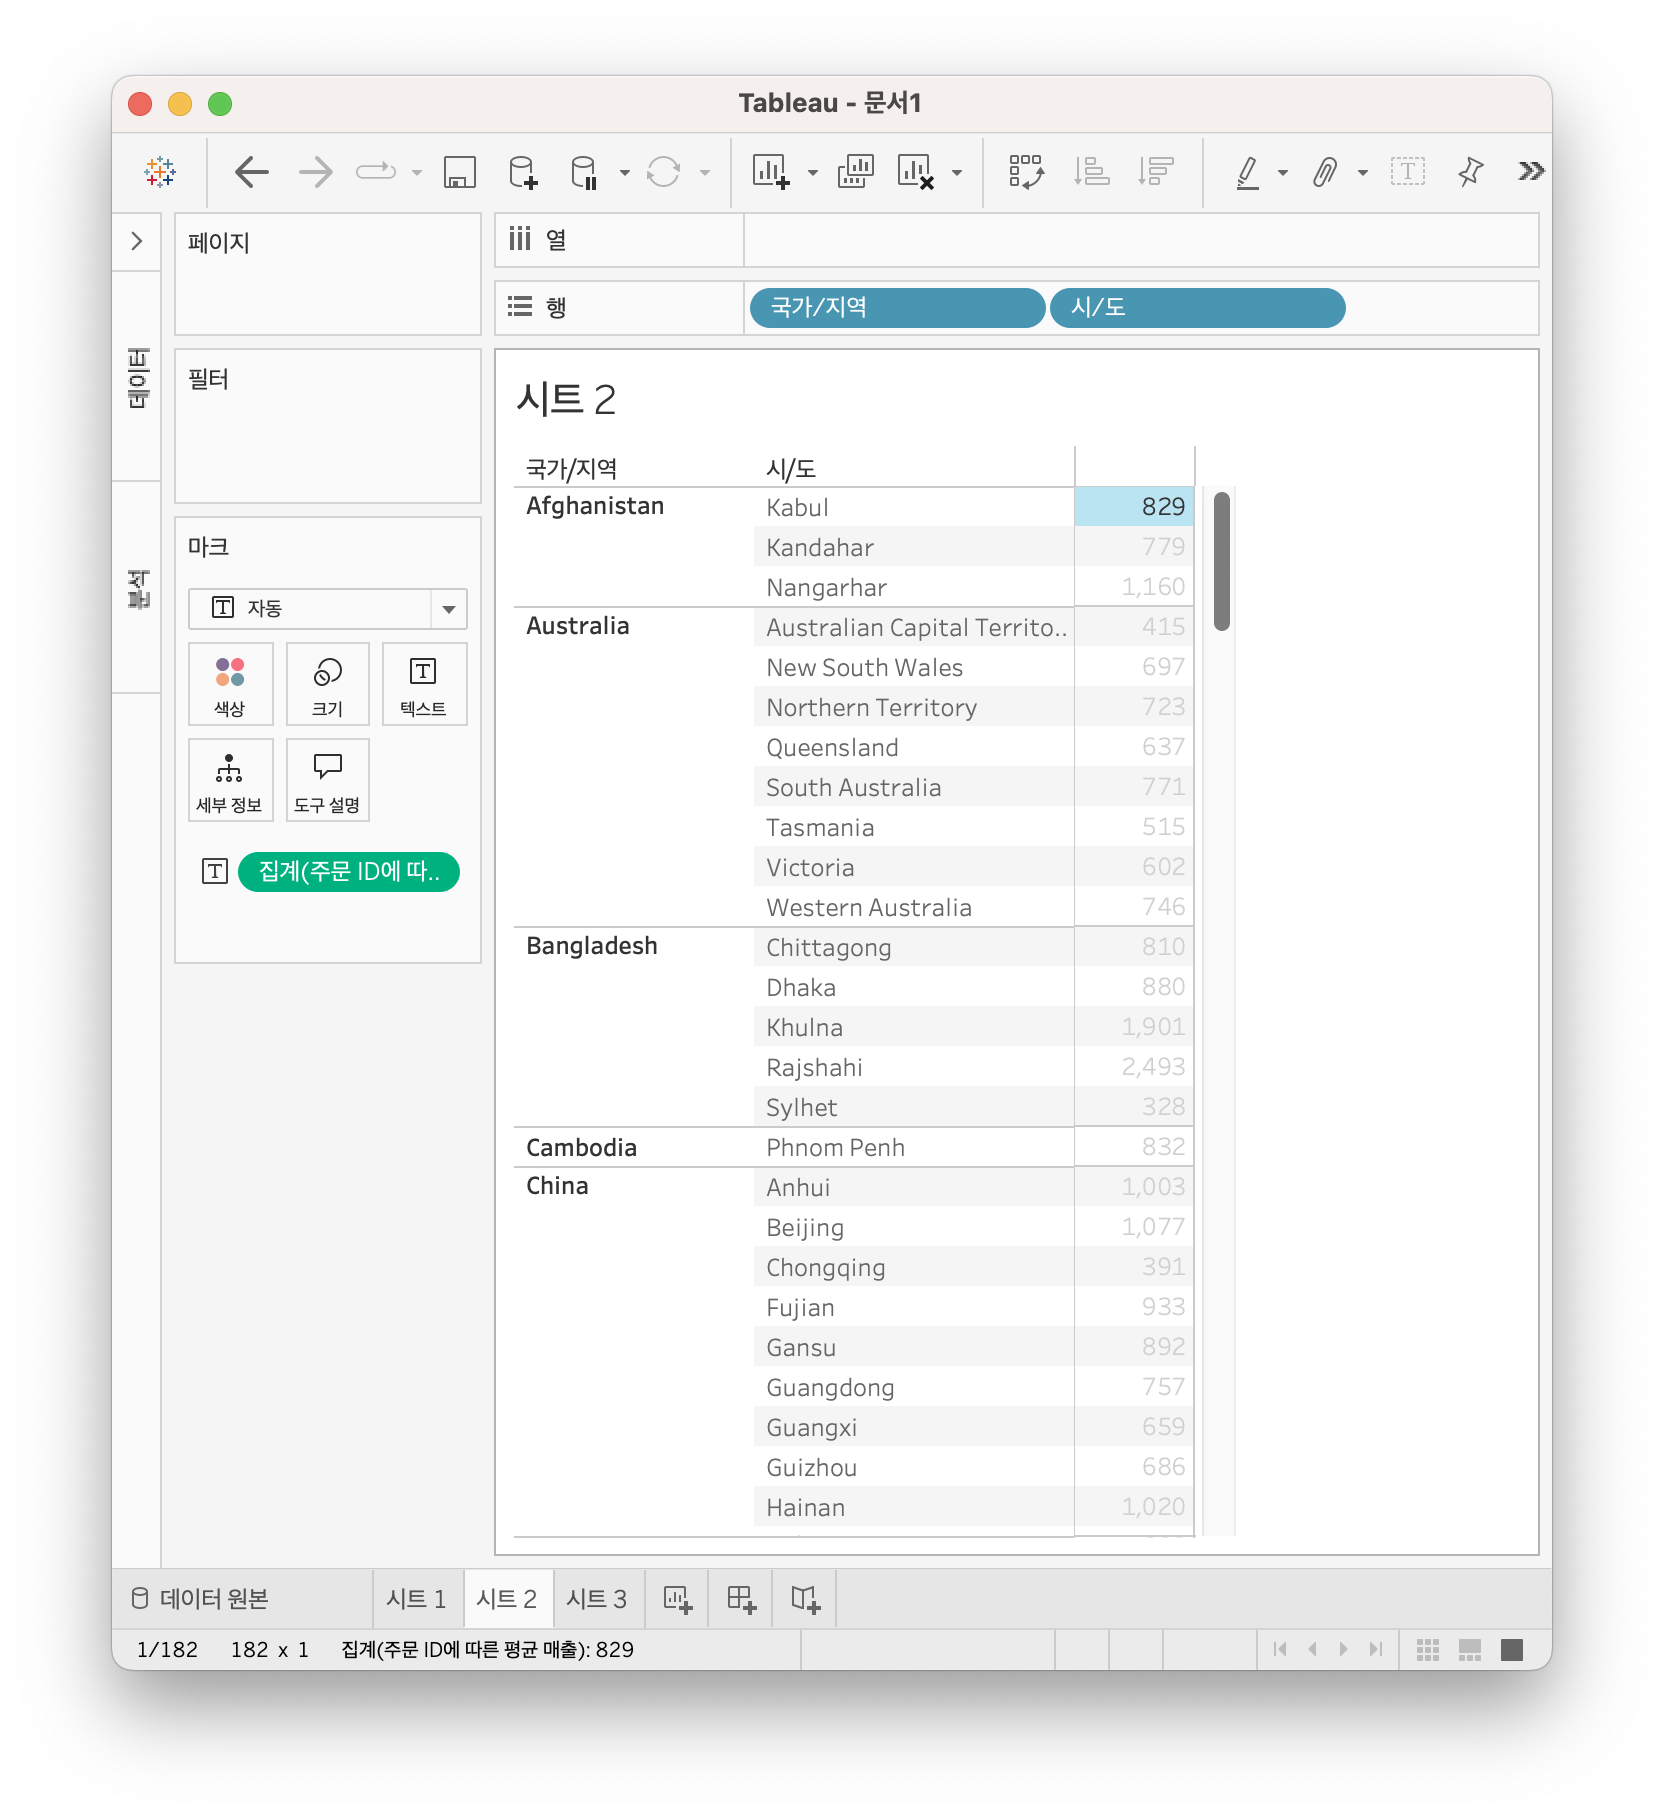 Tableau - 문서1
페이지
열
행
국가/지역
시/도
데이터
분석
필터
마크
자동
색상
크기
텍스트
세부 정보
도구 설명
집계(주문 ID에 따..
시트 2
국가/지역 시/도
Afghanistan Kabul 829
Kandahar 779
Nangarhar 1,160
Australia Australian Capital Territo.. 415
New South Wales 697
Northern Territory 723
Queensland 637
South Australia 771
Tasmania 515
Victoria 602
Western Australia 746
Bangladesh Chittagong 810
Dhaka 880
Khulna 1,901
Rajshahi 2,493
Sylhet 328
Cambodia Phnom Penh 832
China Anhui 1,003
Beijing 1,077
Chongqing 391
Fujian 933
Gansu 892
Guangdong 757
Guangxi 659
Guizhou 686
Hainan 1,020
데이터 원본 시트 1 시트 2 시트 3
1/182 182 x 1 집계(주문 ID에 따른 평균 매출): 829